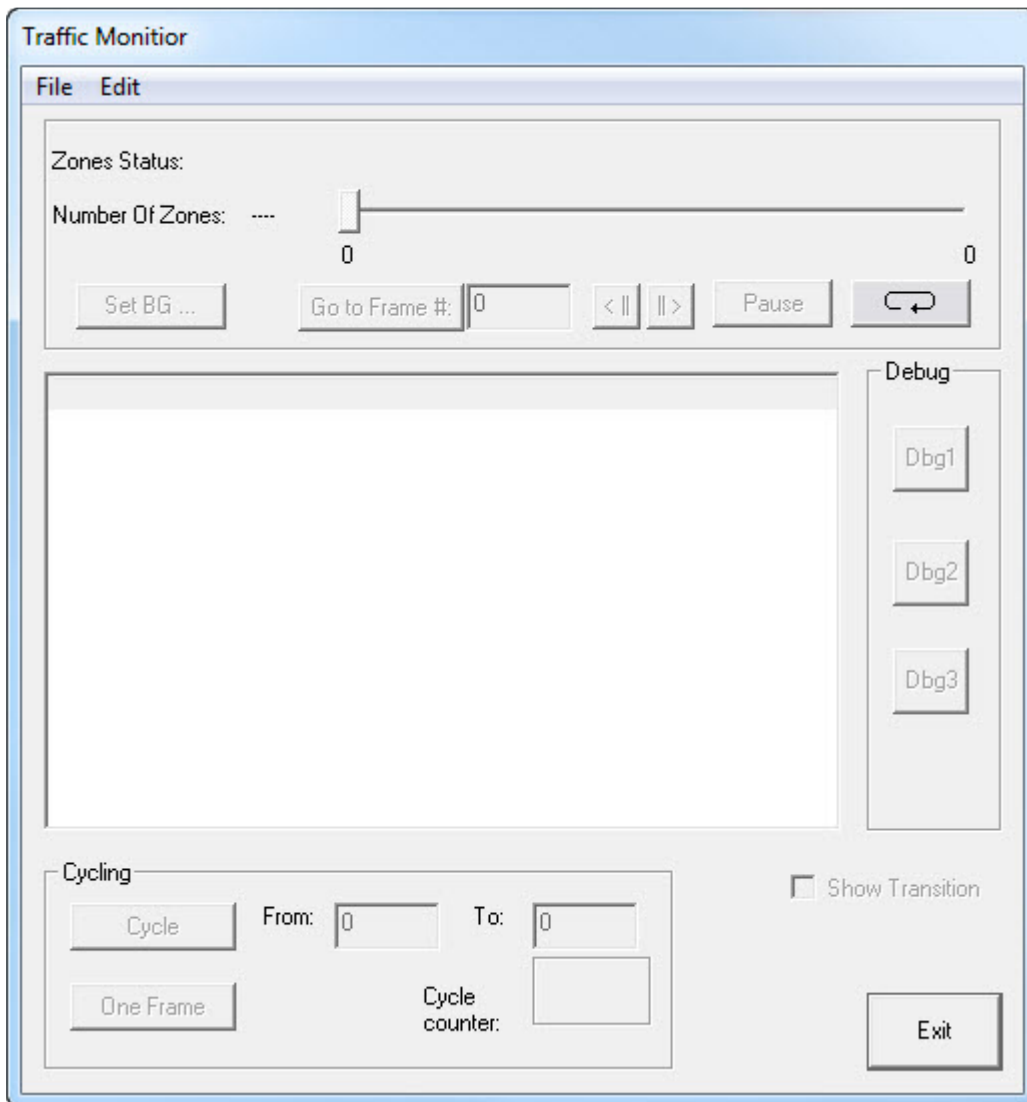 Traffic Monitior
File Edit
Zones Status:
Number Of Zones: ----
0 0
Set BG ... Go to Frame #: 0 < || || > Pause
Debug
Dbg1
Dbg2
Dbg3
Cycling
Show Transition
Cycle From: 0 To: 0
One Frame Cycle
counter:
Exit